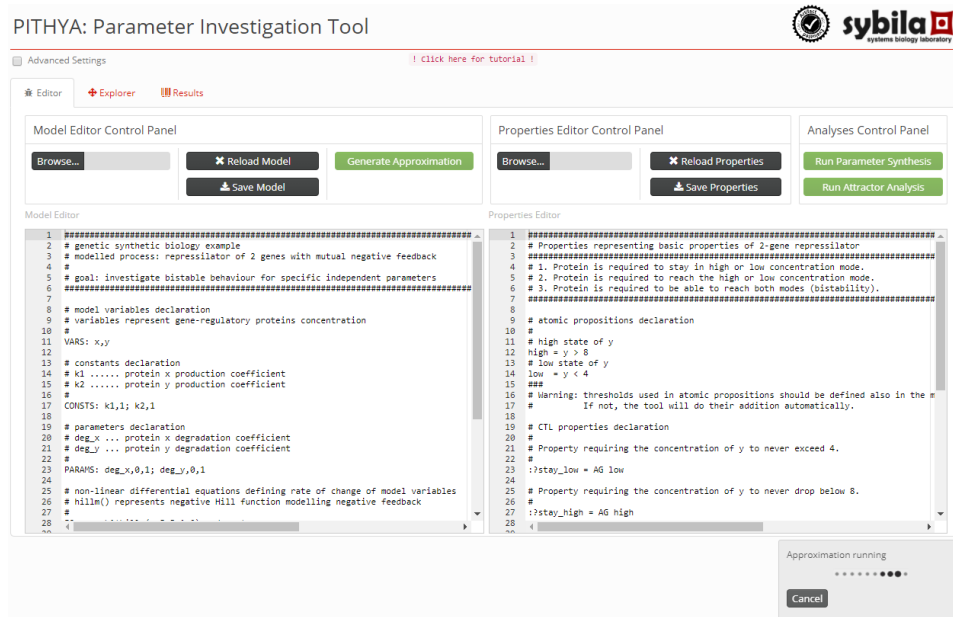 PITHYA: Parameter Investigation Tool
sybila
systems biology laboratory
Advanced Settings
! Click here for tutorial !
Editor
Explorer
Results
Model Editor Control Panel
Browse...
Reload Model
Save Model
Generate Approximation
Properties Editor Control Panel
Browse...
Reload Properties
Save Properties
Analyses Control Panel
Run Parameter Synthesis
Run Attractor Analysis
Model Editor
1 ################################################################################
2 # genetic synthetic biology example
3 # modelled process: repressilator of 2 genes with mutual negative feedback
4 #
5 # goal: investigate bistable behaviour for specific independent parameters
6 ################################################################################
7
8 # model variables declaration
9 # variables represent gene-regulatory proteins concentration
10 #
11 VARS: x,y
12
13 # constants declaration
14 # k1 ...... protein x production coefficient
15 # k2 ...... protein y production coefficient
16 #
17 CONSTS: k1,1; k2,1
18
19 # parameters declaration
20 # deg_x ... protein x degradation coefficient
21 # deg_y ... protein y degradation coefficient
22 #
23 PARAMS: deg_x,0,1; deg_y,0,1
24
25 # non-linear differential equations defining rate of change of model variables
26 # hillm() represents negative Hill function modelling negative feedback
27 #
28
Properties Editor
1 ################################################################################
2 # Properties representing basic properties of 2-gene repressilator
3 ################################################################################
4 # 1. Protein is required to stay in high or low concentration mode.
5 # 2. Protein is required to reach the high or low concentration mode.
6 # 3. Protein is required to be able to reach both modes (bistability).
7 ################################################################################
8
9 # atomic propositions declaration
10 #
11 # high state of y
12 high = y > 8
13 # low state of y
14 low = y < 4
15 ###
16 # Warning: thresholds used in atomic propositions should be defined also in the m
17 # If not, the tool will do their addition automatically.
18
19 # CTL properties declaration
20 #
21 # Property requiring the concentration of y to never exceed 4.
22 #
23 :?stay_low = AG low
24
25 # Property requiring the concentration of y to never drop below 8.
26 #
27 :?stay_high = AG high
28
Approximation running
Cancel